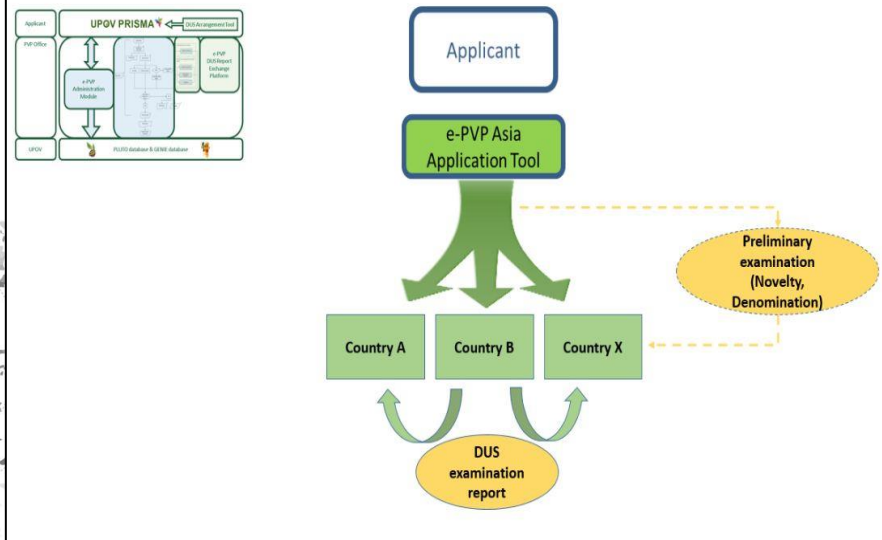 Applicant
UPOV PRISMA
DUS Arrangement Tool
PVP Office
e-PVP
Administration
Module
e-PVP
DUS Report
Exchange
Platform
UPOV
PLUTO database & GENIE database
Applicant
e-PVP Asia
Application Tool
Preliminary
examination
(Novelty,
Denomination)
Country A
Country B
Country X
DUS
examination
report